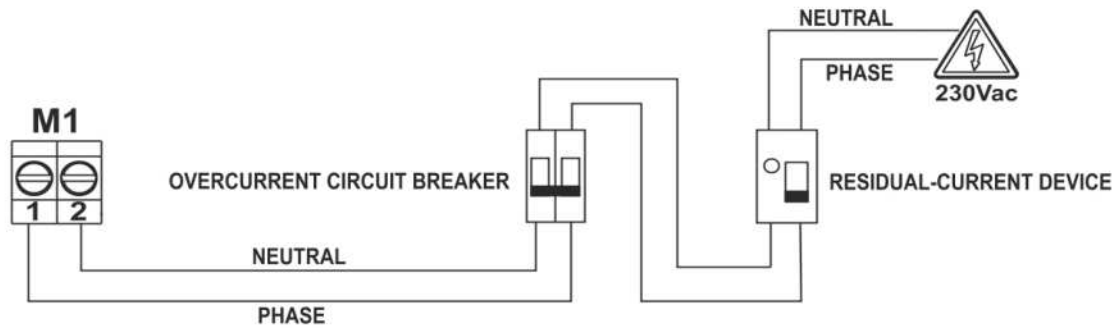 NEUTRAL
PHASE
230Vac
M1
OVERCURRENT CIRCUIT BREAKER
RESIDUAL-CURRENT DEVICE
1 2
NEUTRAL
PHASE